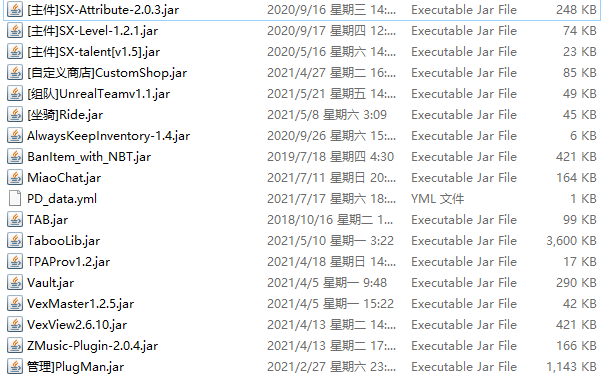 [主件]SX-Attribute-2.0.3.jar 2020/9/16 星期三 14:... Executable Jar File 248 KB
[主件]SX-Level-1.2.1.jar 2020/9/17 星期四 12:... Executable Jar File 74 KB
[主件]SX-talent[v1.5].jar 2020/5/16 星期六 14:... Executable Jar File 23 KB
[自定义商店]CustomShop.jar 2021/4/27 星期二 16:... Executable Jar File 85 KB
[组队]UnrealTeamv1.1.jar 2021/5/21 星期五 14:... Executable Jar File 49 KB
[坐骑]Ride.jar 2021/5/8 星期六 3:09 Executable Jar File 45 KB
AlwaysKeepInventory-1.4.jar 2020/9/26 星期六 15:... Executable Jar File 6 KB
BanItem_with_NBT.jar 2019/7/18 星期四 4:30 Executable Jar File 421 KB
MiaoChat.jar 2021/7/11 星期日 20:... Executable Jar File 164 KB
PD_data.yml 2021/7/17 星期六 18:... YML 文件 1 KB
TAB.jar 2018/10/16 星期二 1... Executable Jar File 99 KB
TabooLib.jar 2021/5/10 星期一 3:22 Executable Jar File 3,600 KB
TPAProv1.2.jar 2021/4/18 星期日 14:... Executable Jar File 17 KB
Vault.jar 2021/4/5 星期一 9:48 Executable Jar File 290 KB
VexMaster1.2.5.jar 2021/4/5 星期一 15:22 Executable Jar File 42 KB
VexView2.6.10.jar 2021/4/13 星期二 14:... Executable Jar File 421 KB
ZMusic-Plugin-2.0.4.jar 2021/4/13 星期二 17:... Executable Jar File 166 KB
管理]PlugMan.jar 2021/2/27 星期六 23:... Executable Jar File 1,143 KB